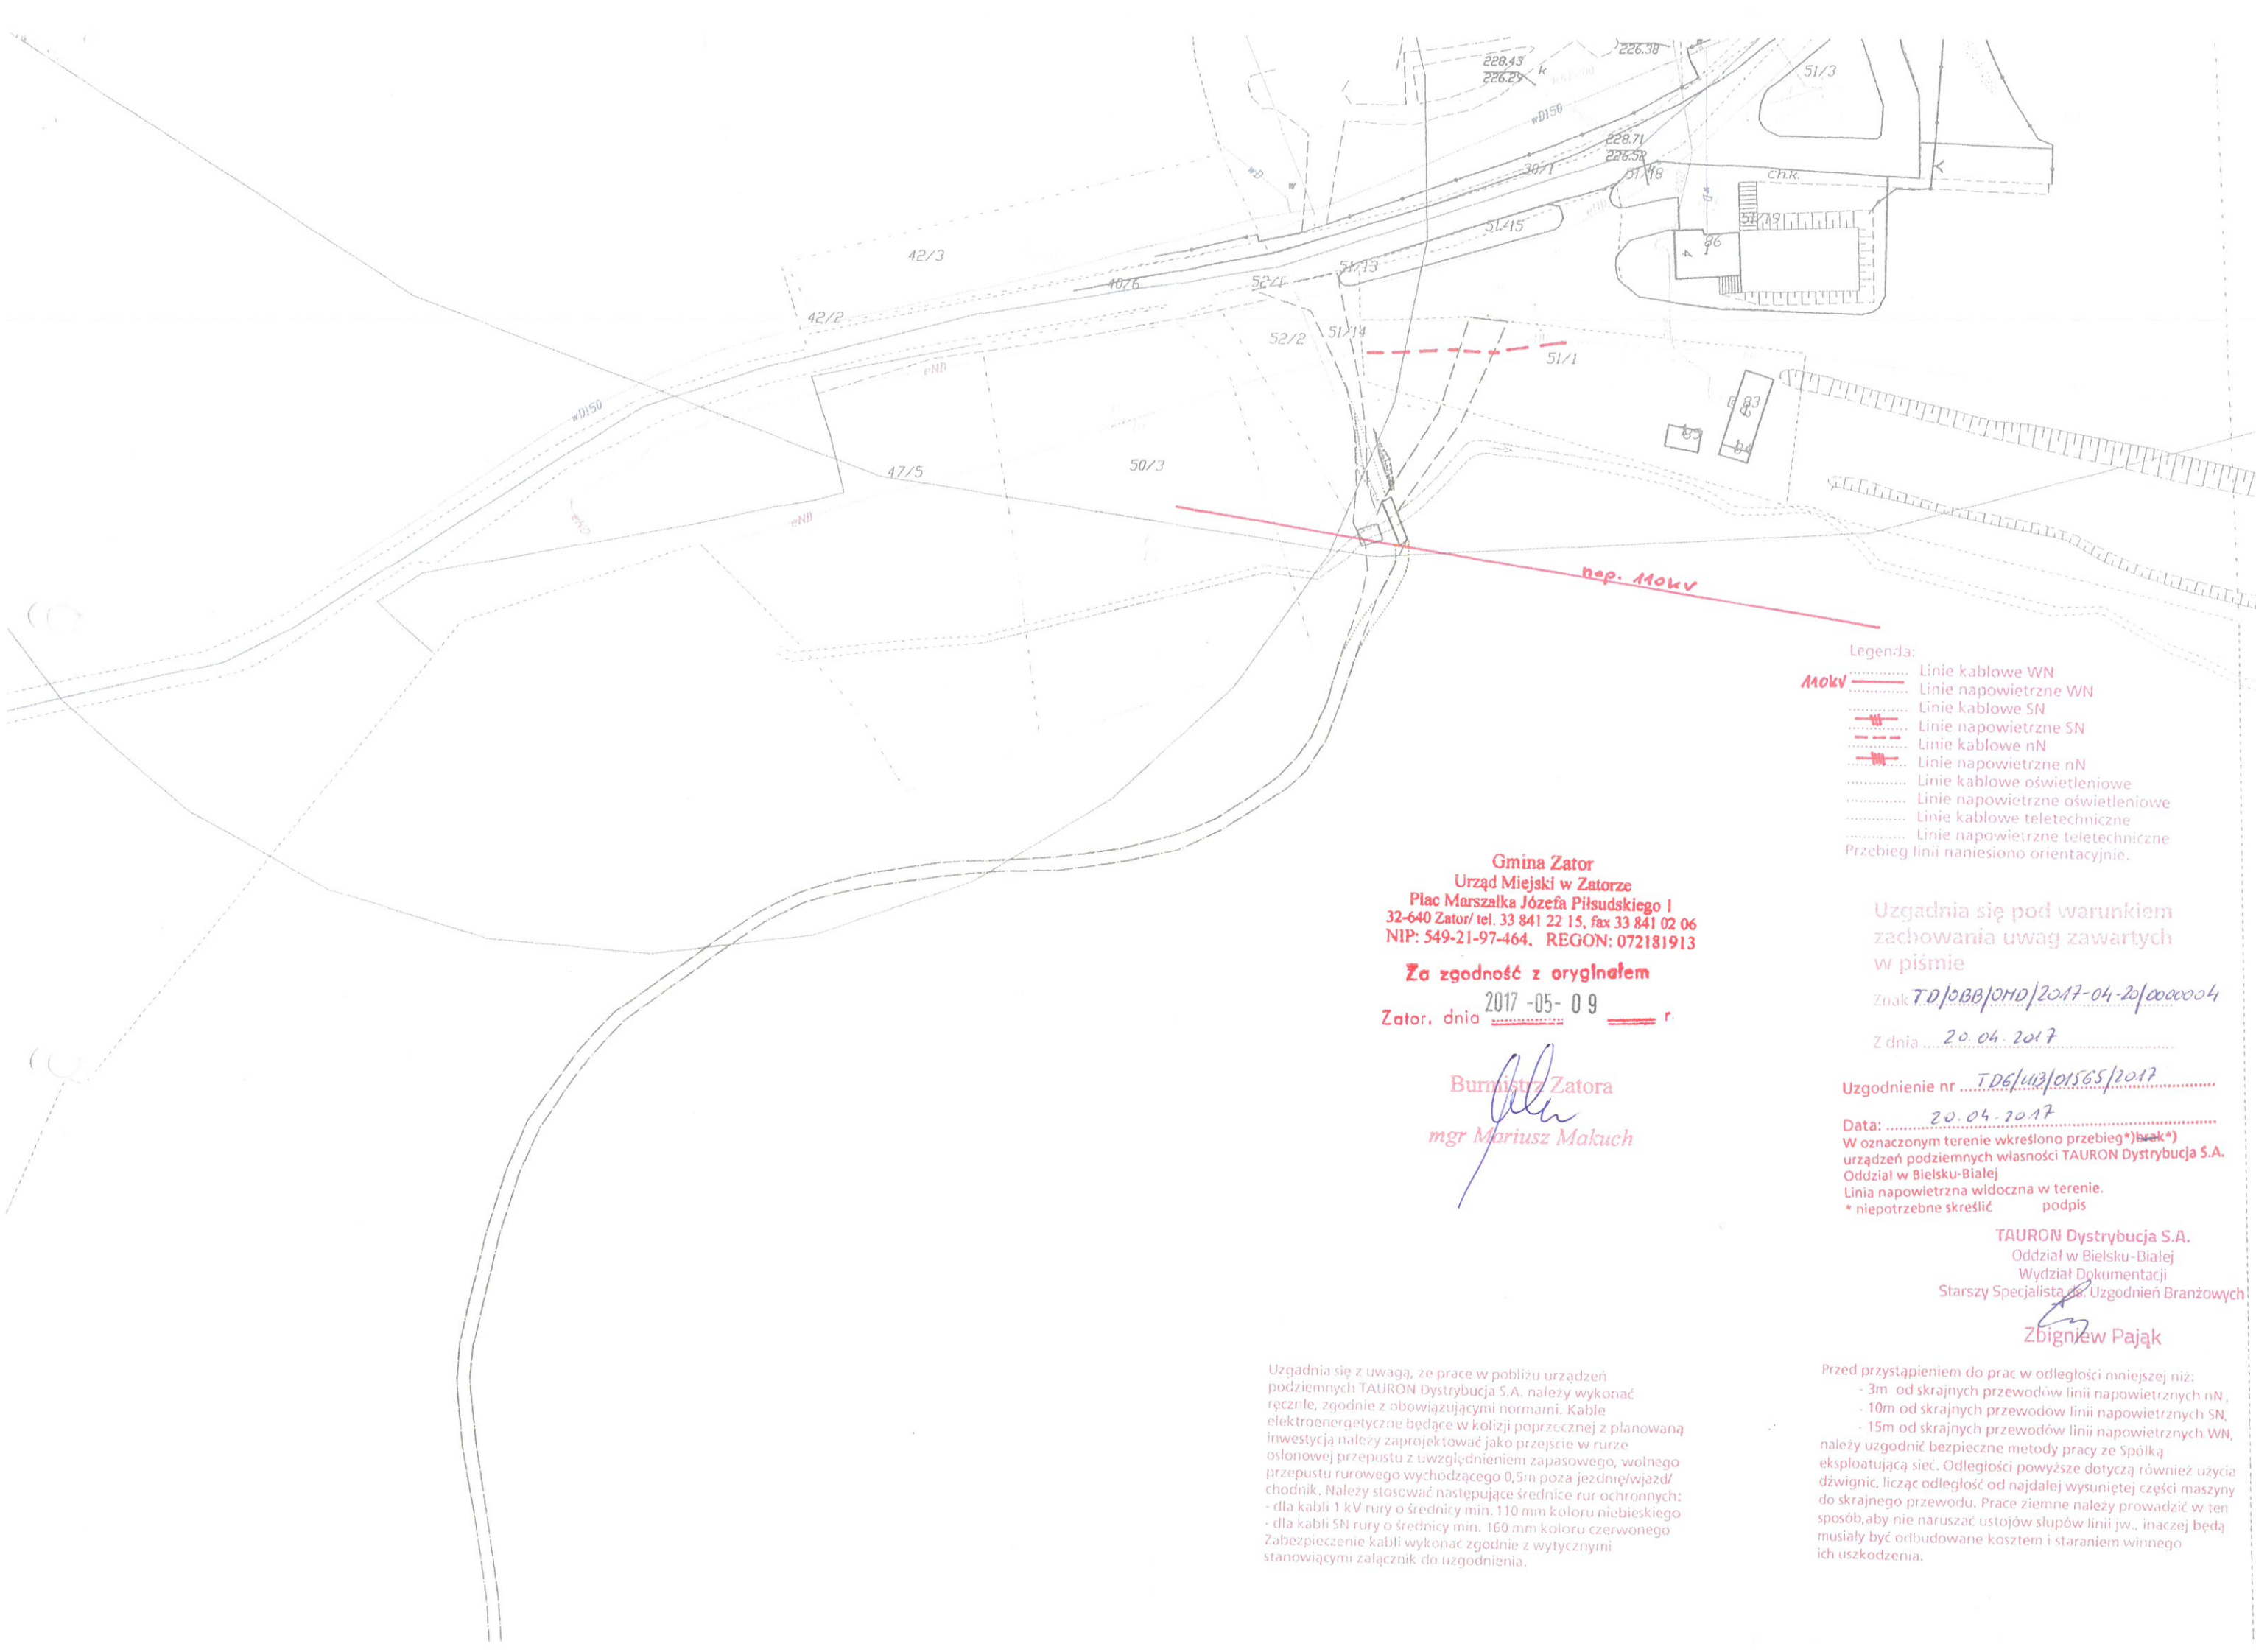 226.38
228.43
226.29
k
51/3
wD150
228.71
226.58
30/1
51/18
ch.k.
wD
w
wD
51/19
51/15
86
42/3
51/13
40/6
52/1
42/2
52/2
51/14
51/1
eND
wD150
83
47/5
50/3
eNB
nap. 110kV
Legenda:
Linie kablowe WN
110kV
Linie napowietrzne WN
Linie kablowe SN
Linie napowietrzne SN
Linie kablowe nN
Linie napowietrzne nN
Linie kablowe oświetleniowe
Linie napowietrzne oświetleniowe
Linie kablowe teletechniczne
Linie napowietrzne teletechniczne
Przebieg linii naniesiono orientacyjnie.
Gmina Zator
Urząd Miejski w Zatorze
Plac Marszałka Józefa Piłsudskiego 1
32-640 Zator/ tel. 33 841 22 15, fax 33 841 02 06
NIP: 549-21-97-464, REGON: 072181913
Za zgodność z oryginałem
Zator, dnia 2017 -05- 09 r.
Burmistrz Zatora
mgr Mariusz Makuch
Uzgadnia się pod warunkiem
zachowania uwag zawartych
w piśmie
Znak TD/OBB/OMD/2017-04-20/0000004
Z dnia 20.04.2017
Uzgodnienie nr TD6/UB/01565/2017
Data: 20.04.2017
W oznaczonym terenie wkreślono przebieg*)brak*)
urządzeń podziemnych własności TAURON Dystrybucja S.A.
Oddział w Bielsku-Białej
Linia napowietrzna widoczna w terenie.
* niepotrzebne skreślić podpis
TAURON Dystrybucja S.A.
Oddział w Bielsku-Białej
Wydział Dokumentacji
Starszy Specjalista ds. Uzgodnień Branżowych
Zbigniew Pająk
Uzgadnia się z uwagą, że prace w pobliżu urządzeń
podziemnych TAURON Dystrybucja S.A. należy wykonać
ręcznie, zgodnie z obowiązującymi normami. Kable
elektroenergetyczne będące w kolizji poprzecznej z planowaną
inwestycją należy zaprojektować jako przejście w rurze
osłonowej przepustu z uwzględnieniem zapasowego, wolnego
przepustu rurowego wychodzącego 0,5m poza jezdnię/wjazd/
chodnik. Należy stosować następujące średnice rur ochronnych:
- dla kabli 1 kV rury o średnicy min. 110 mm koloru niebieskiego
- dla kabli SN rury o średnicy min. 160 mm koloru czerwonego
Zabezpieczenie kabli wykonać zgodnie z wytycznymi
stanowiącymi załącznik do uzgodnienia.
Przed przystąpieniem do prac w odległości mniejszej niż:
- 3m od skrajnych przewodów linii napowietrznych nN,
- 10m od skrajnych przewodów linii napowietrznych SN,
- 15m od skrajnych przewodów linii napowietrznych WN,
należy uzgodnić bezpieczne metody pracy ze Spółką
eksploatującą sieć. Odległości powyższe dotyczą również użycia
dźwignic, licząc odległość od najdalej wysuniętej części maszyny
do skrajnego przewodu. Prace ziemne należy prowadzić w ten
sposób,aby nie naruszać ustojów słupów linii jw., inaczej będą
musiały być odbudowane kosztem i staraniem winnego
ich uszkodzenia.